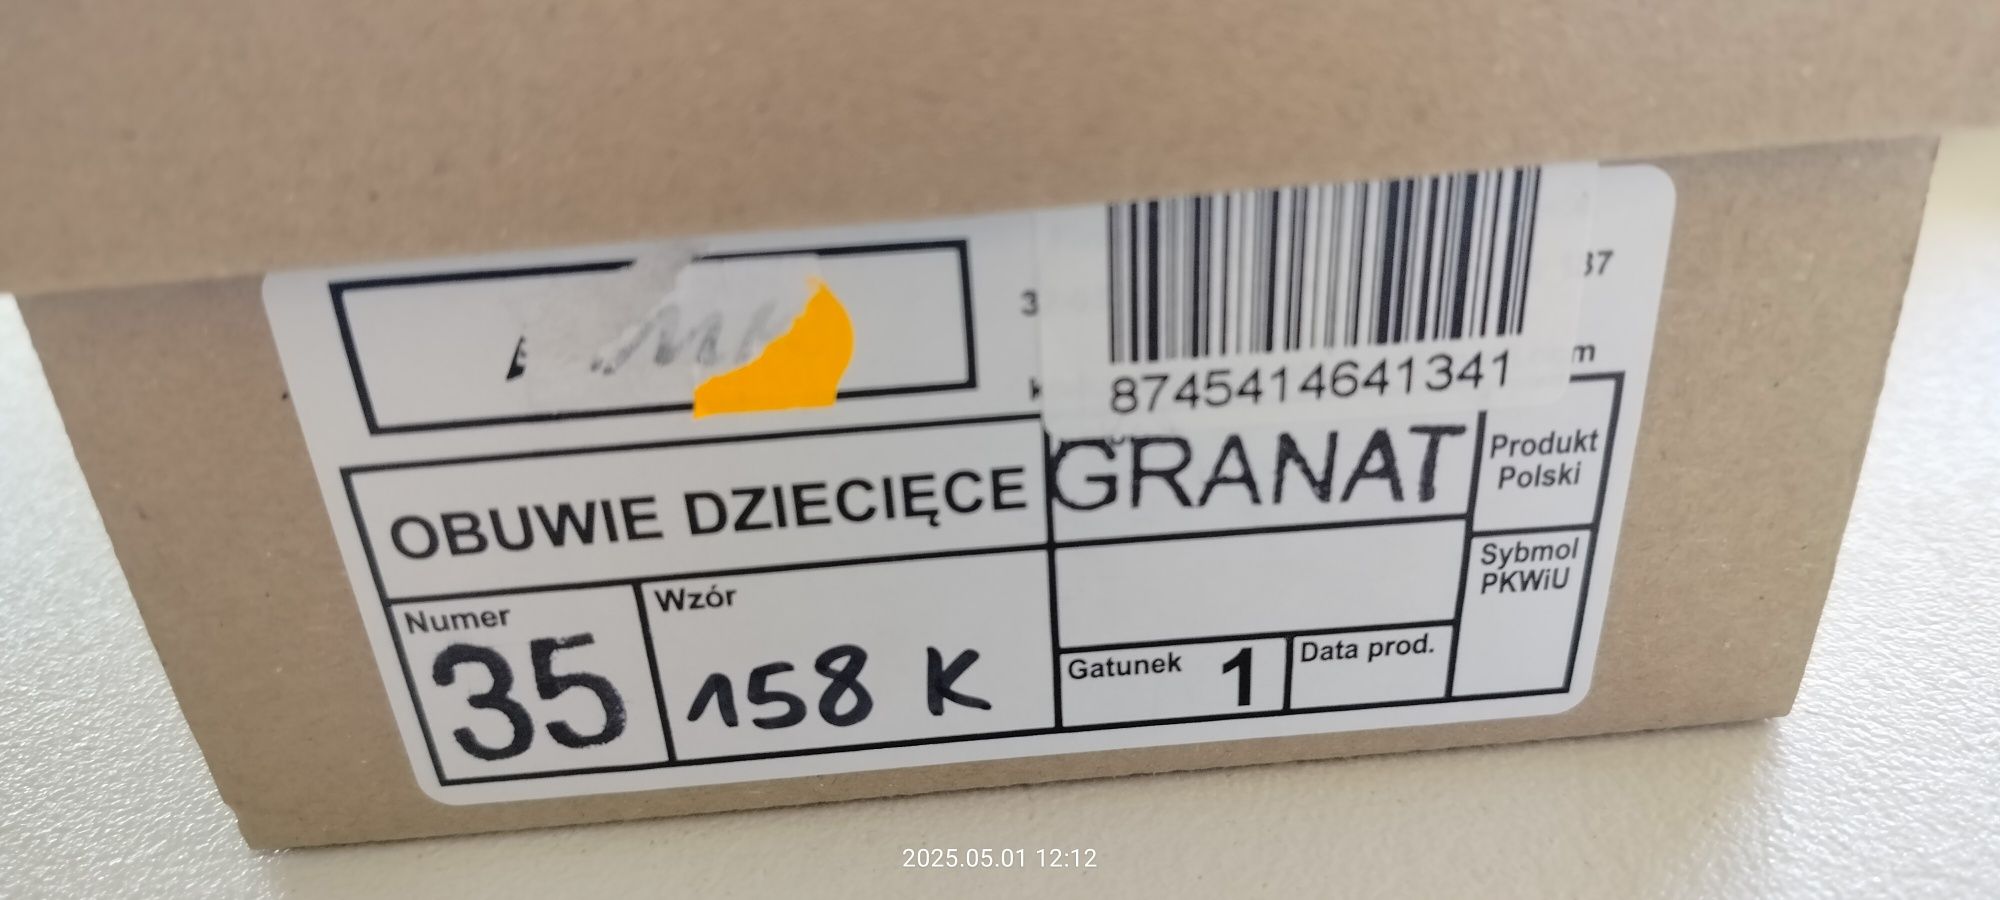 8745414641341
OBUWIE DZIECIĘCE
GRANAT
Produkt
Polski
Numer
35
Wzór
158 K
Gatunek 1
Data prod.
Sybmol
PKWiU
2025.05.01 12:12